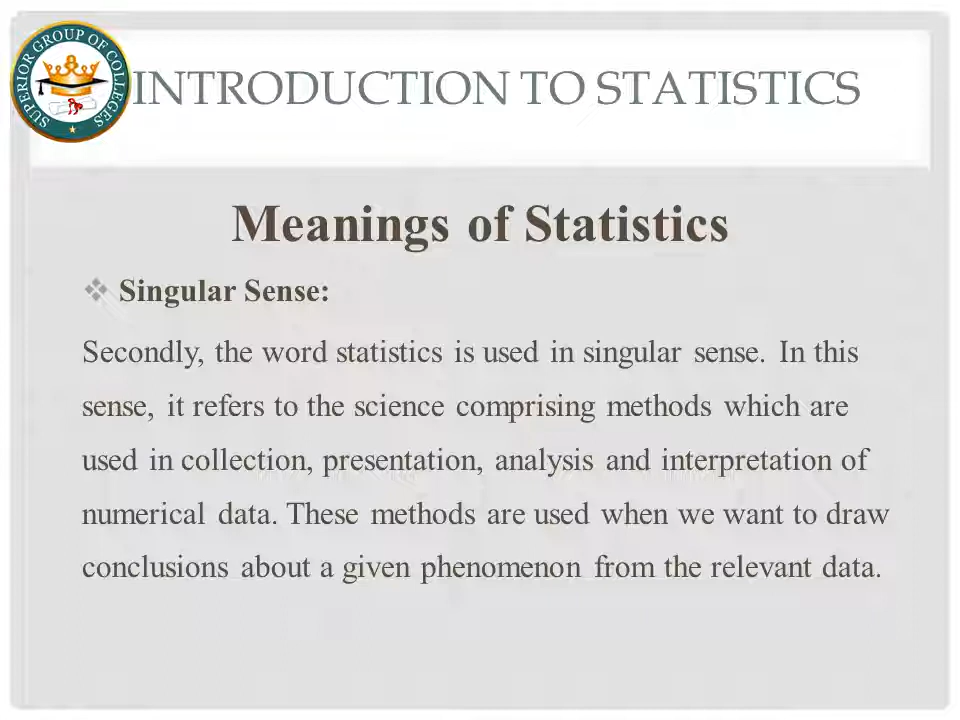 SUPERIOR GROUP OF COLLEGES
INTRODUCTION TO STATISTICS
Meanings of Statistics
Singular Sense:
Secondly, the word statistics is used in singular sense. In this
sense, it refers to the science comprising methods which are
used in collection, presentation, analysis and interpretation of
numerical data. These methods are used when we want to draw
conclusions about a given phenomenon from the relevant data.